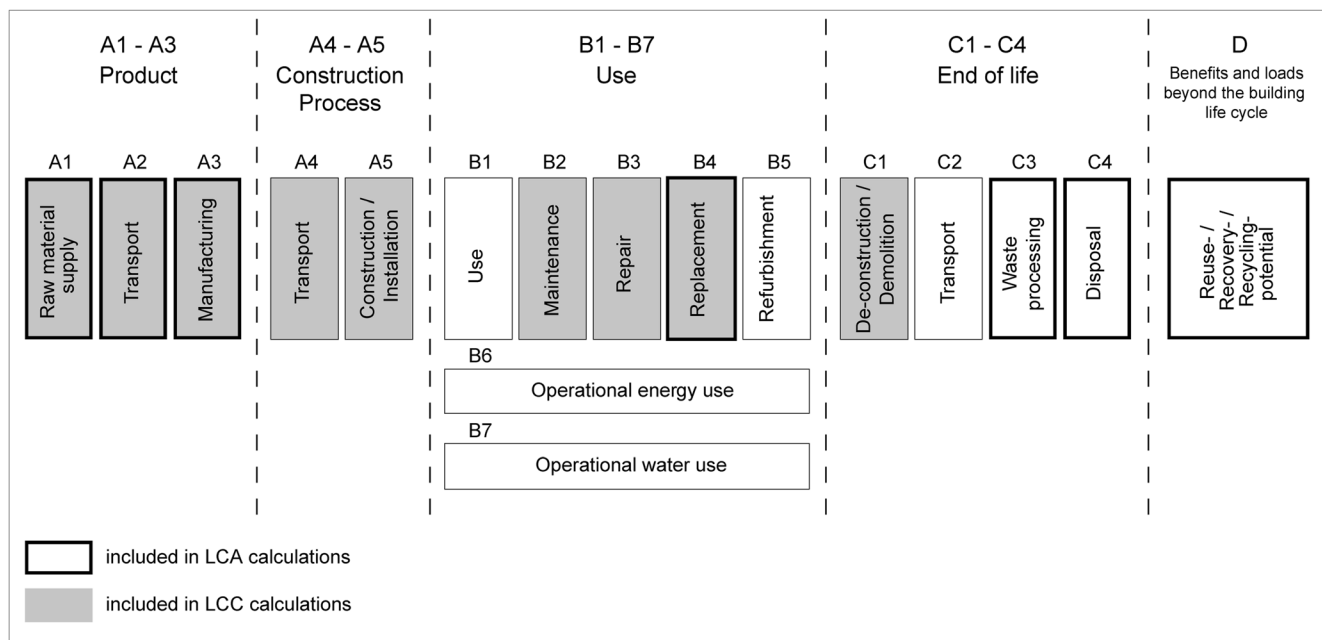 A1 - A3
Product
A4 - A5
Construction
Process
B1 - B7
Use
C1 - C4
End of life
D
Benefits and loads
beyond the building
life cycle
A1
Raw material
supply
A2
Transport
A3
Manufacturing
A4
Transport
A5
Construction /
Installation
B1
Use
B2
Maintenance
B3
Repair
B4
Replacement
B5
Refurbishment
B6
Operational energy use
B7
Operational water use
C1
De-construction /
Demolition
C2
Transport
C3
Waste
processing
C4
Disposal
Reuse- /
Recovery- /
Recycling-
potential
included in LCA calculations
included in LCC calculations